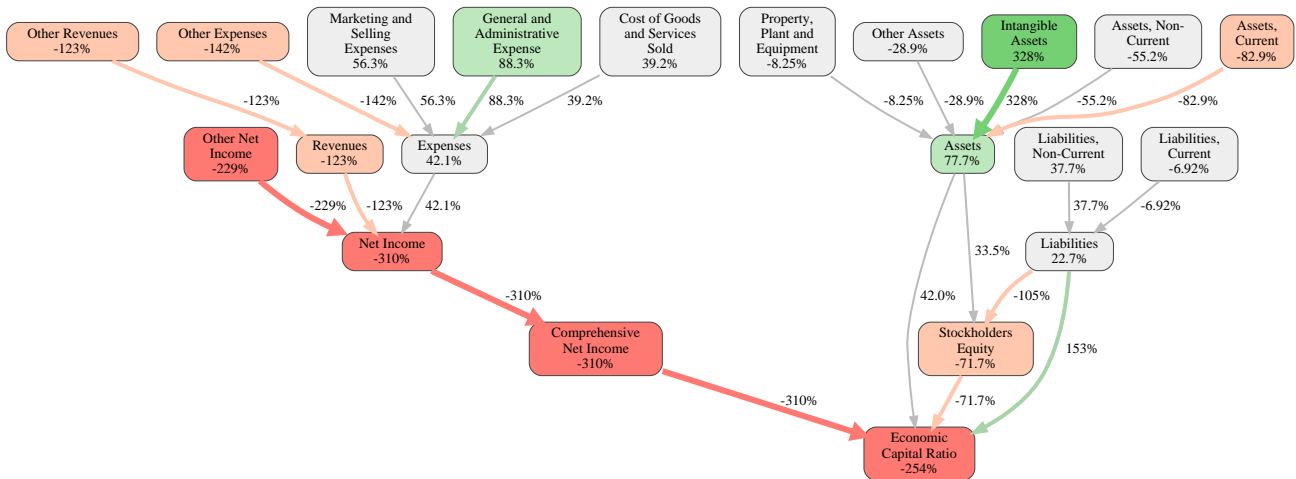 Other Revenues
-123%
Other Expenses
-142%
Marketing and
Selling
Expenses
56.3%
General and
Administrative
Expense
88.3%
Cost of Goods
and Services
Sold
39.2%
Property,
Plant and
Equipment
-8.25%
Other Assets
-28.9%
Intangible
Assets
328%
Assets, Non-
Current
-55.2%
Assets,
Current
-82.9%
-123%
-142%
56.3%
88.3%
39.2%
-8.25%
-28.9%
328%
-55.2%
-82.9%
Other Net
Income
-229%
Revenues
-123%
Expenses
42.1%
Assets
77.7%
Liabilities,
Non-Current
37.7%
Liabilities,
Current
-6.92%
-229%
-123%
42.1%
37.7%
-6.92%
Net Income
-310%
33.5%
Liabilities
22.7%
-310%
42.0%
-105%
Comprehensive
Net Income
-310%
Stockholders
Equity
-71.7%
153%
-310%
-71.7%
Economic
Capital Ratio
-254%